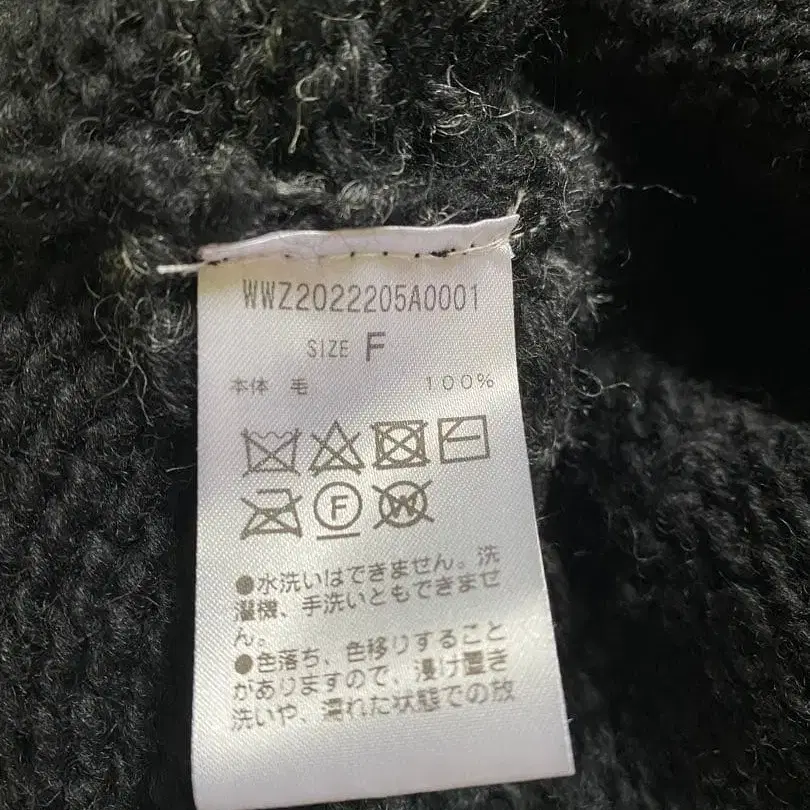 WWZ2022205A0001
SIZE F
本体 毛 100%
F
W
●水洗いはできません。洗
濯機、手洗いともできませ
ん。
●色落ち、色移りすること
がありますので、浸け置き
洗いや、濡れた状態での放